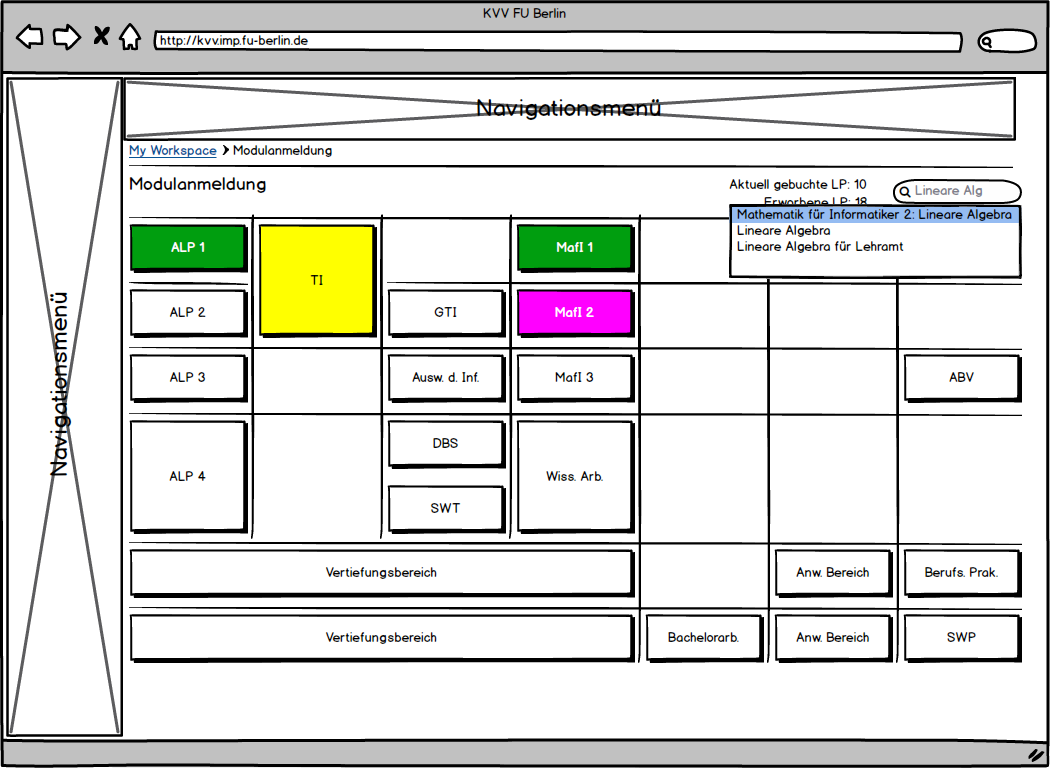 KVV FU Berlin
http://kvv.imp.fu-berlin.de
Navigationsmenü
Navigationsmenü
My Workspace > Modulanmeldung
Modulanmeldung
Aktuell gebuchte LP: 10
Lineare Alg
Erworbene LP: 18
Mathematik für Informatiker 2: Lineare Algebra
Lineare Algebra
Lineare Algebra für Lehramt
ALP 1
TI
MafI 1
ALP 2
GTI
MafI 2
ALP 3
Ausw. d. Inf.
MafI 3
ABV
ALP 4
DBS
SWT
Wiss. Arb.
Vertiefungsbereich
Anw. Bereich
Berufs. Prak.
Vertiefungsbereich
Bachelorarb.
Anw. Bereich
SWP